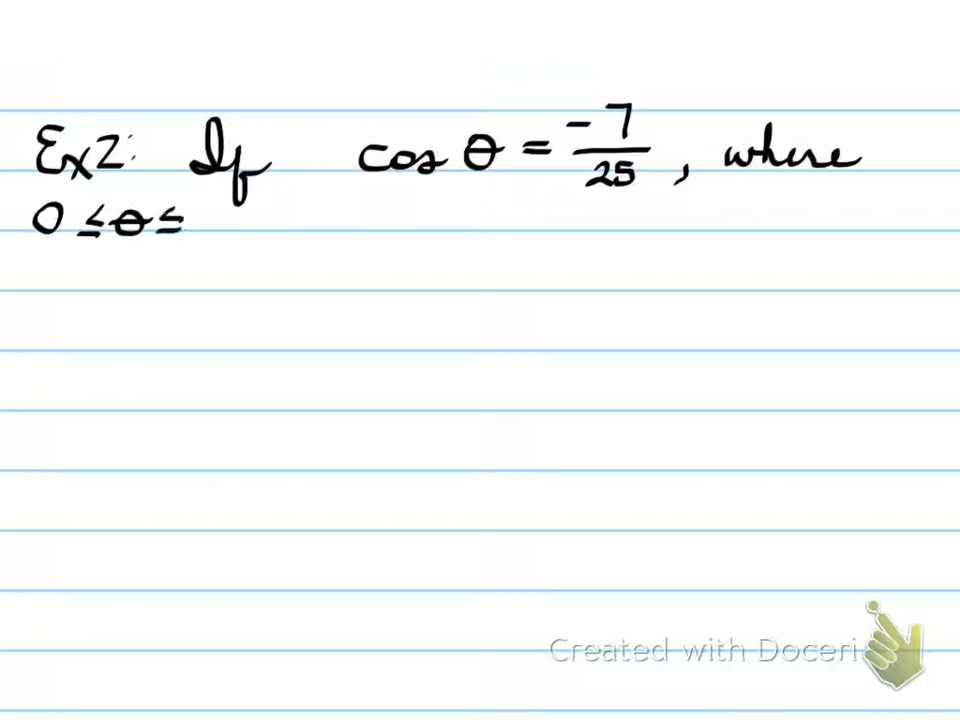 Ex2: If cos θ = -7/25, where
0 ≤ θ ≤
Created with Doceri